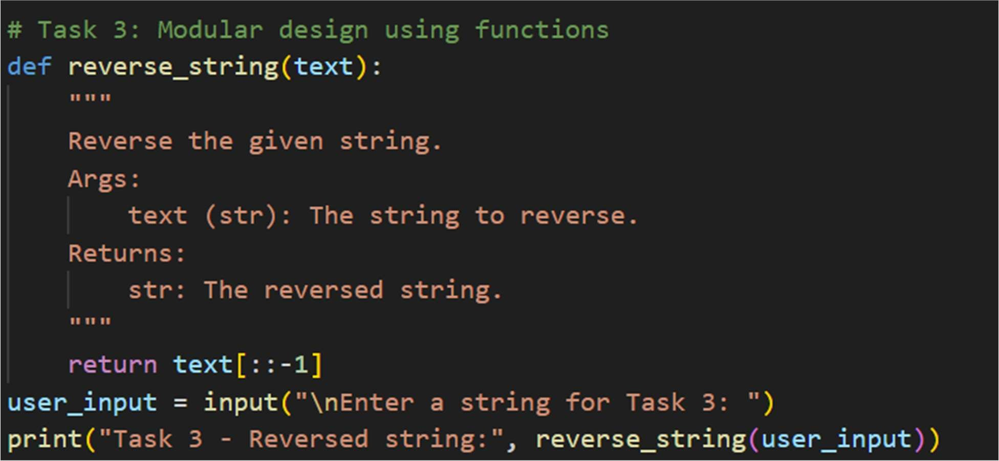 # Task 3: Modular design using functions
def reverse_string(text):
    """
    Reverse the given string.
    Args:
        text (str): The string to reverse.
    Returns:
        str: The reversed string.
    """
    return text[::-1]
user_input = input("\nEnter a string for Task 3: ")
print("Task 3 - Reversed string:", reverse_string(user_input))